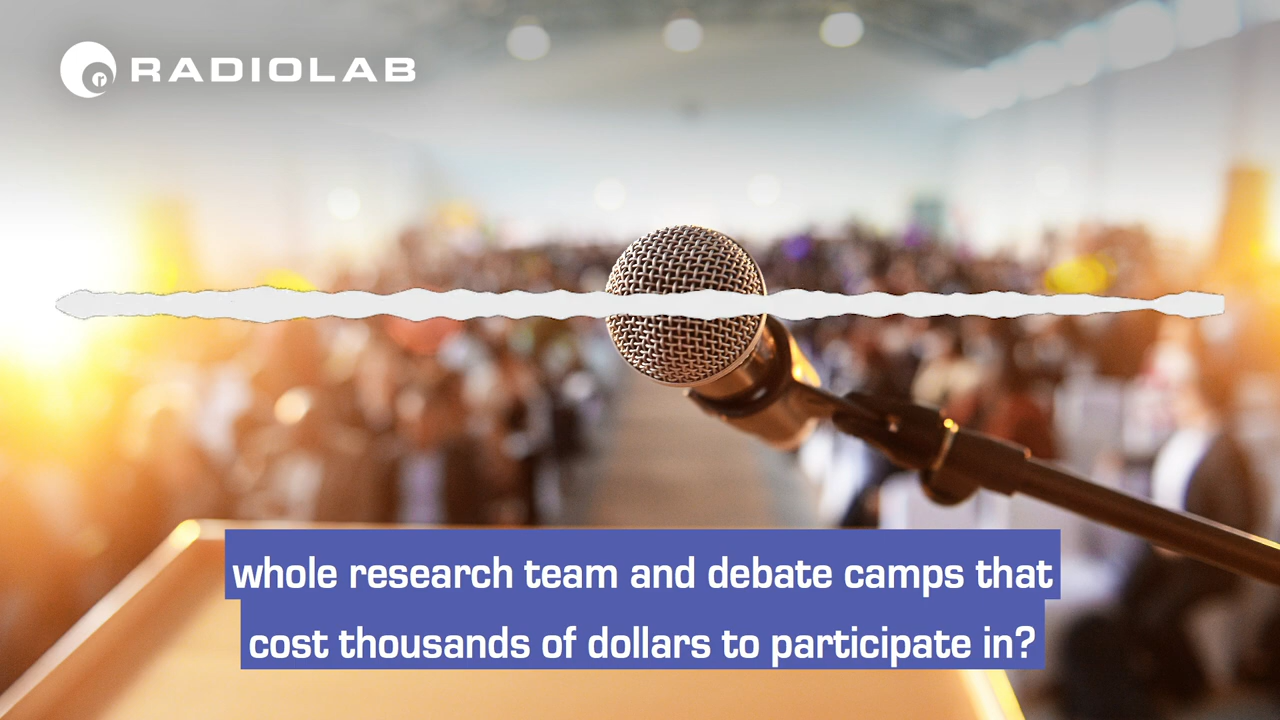 RADIOLAB
whole research team and debate camps that
cost thousands of dollars to participate in?